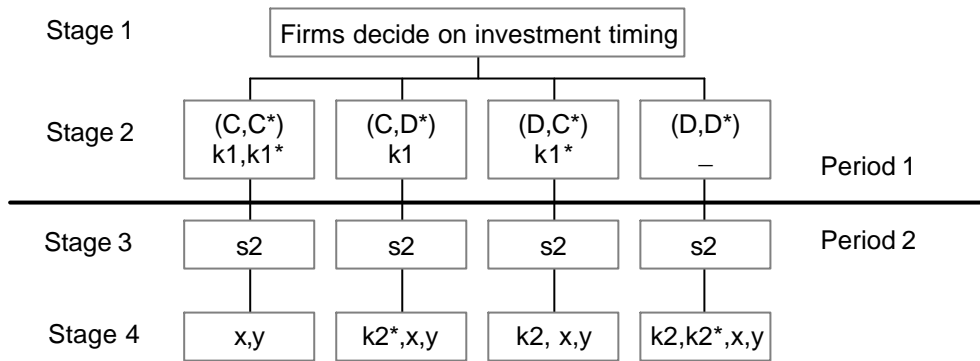 Stage 1
Firms decide on investment timing
Stage 2
(C,C*)
k1,k1*
(C,D*)
k1
(D,C*)
k1*
(D,D*)
_
Period 1
Stage 3
s2
s2
s2
s2
Period 2
Stage 4
x,y
k2*,x,y
k2, x,y
k2,k2*,x,y